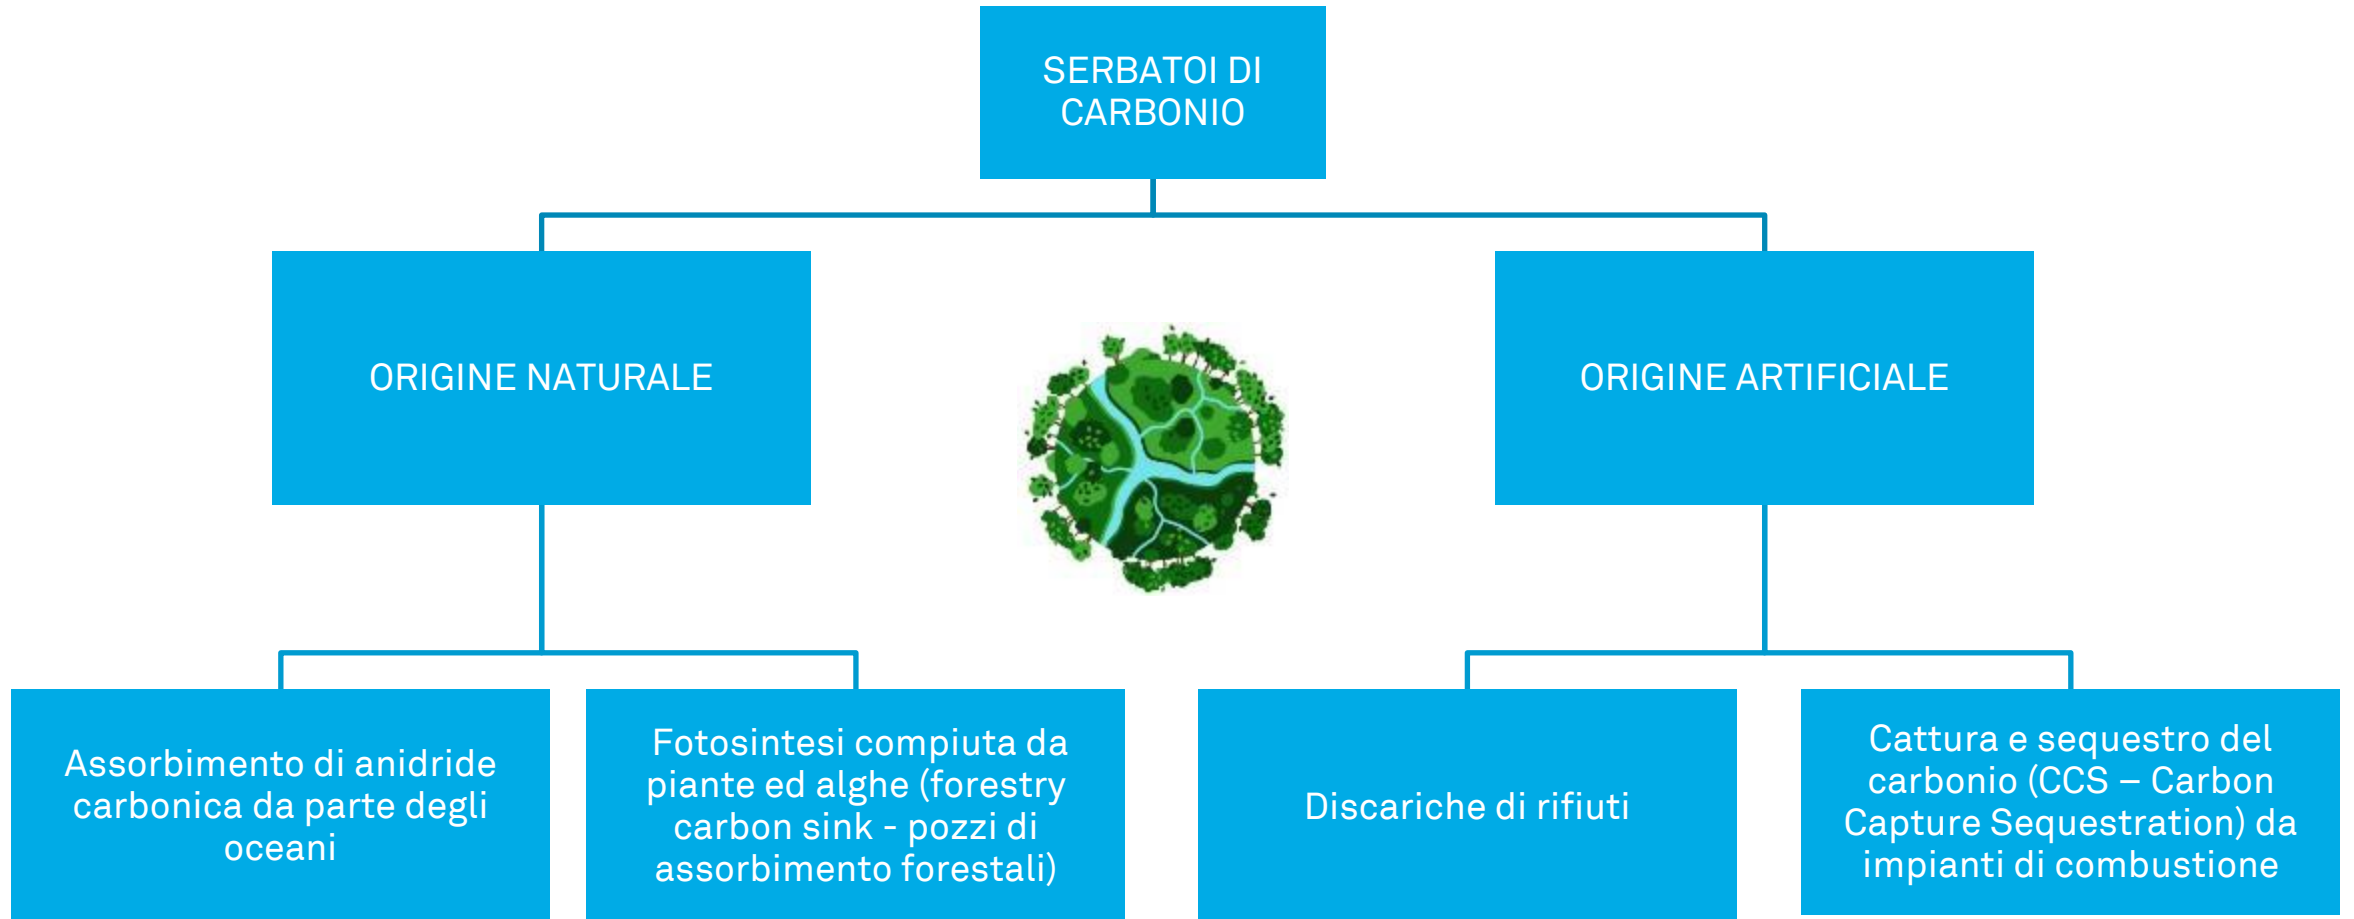 SERBATOI DI
CARBONIO
ORIGINE NATURALE
ORIGINE ARTIFICIALE
Assorbimento di anidride
carbonica da parte degli
oceani
Fotosintesi compiuta da
piante ed alghe (forestry
carbon sink - pozzi di
assorbimento forestali)
Discariche di rifiuti
Cattura e sequestro del
carbonio (CCS – Carbon
Capture Sequestration) da
impianti di combustione